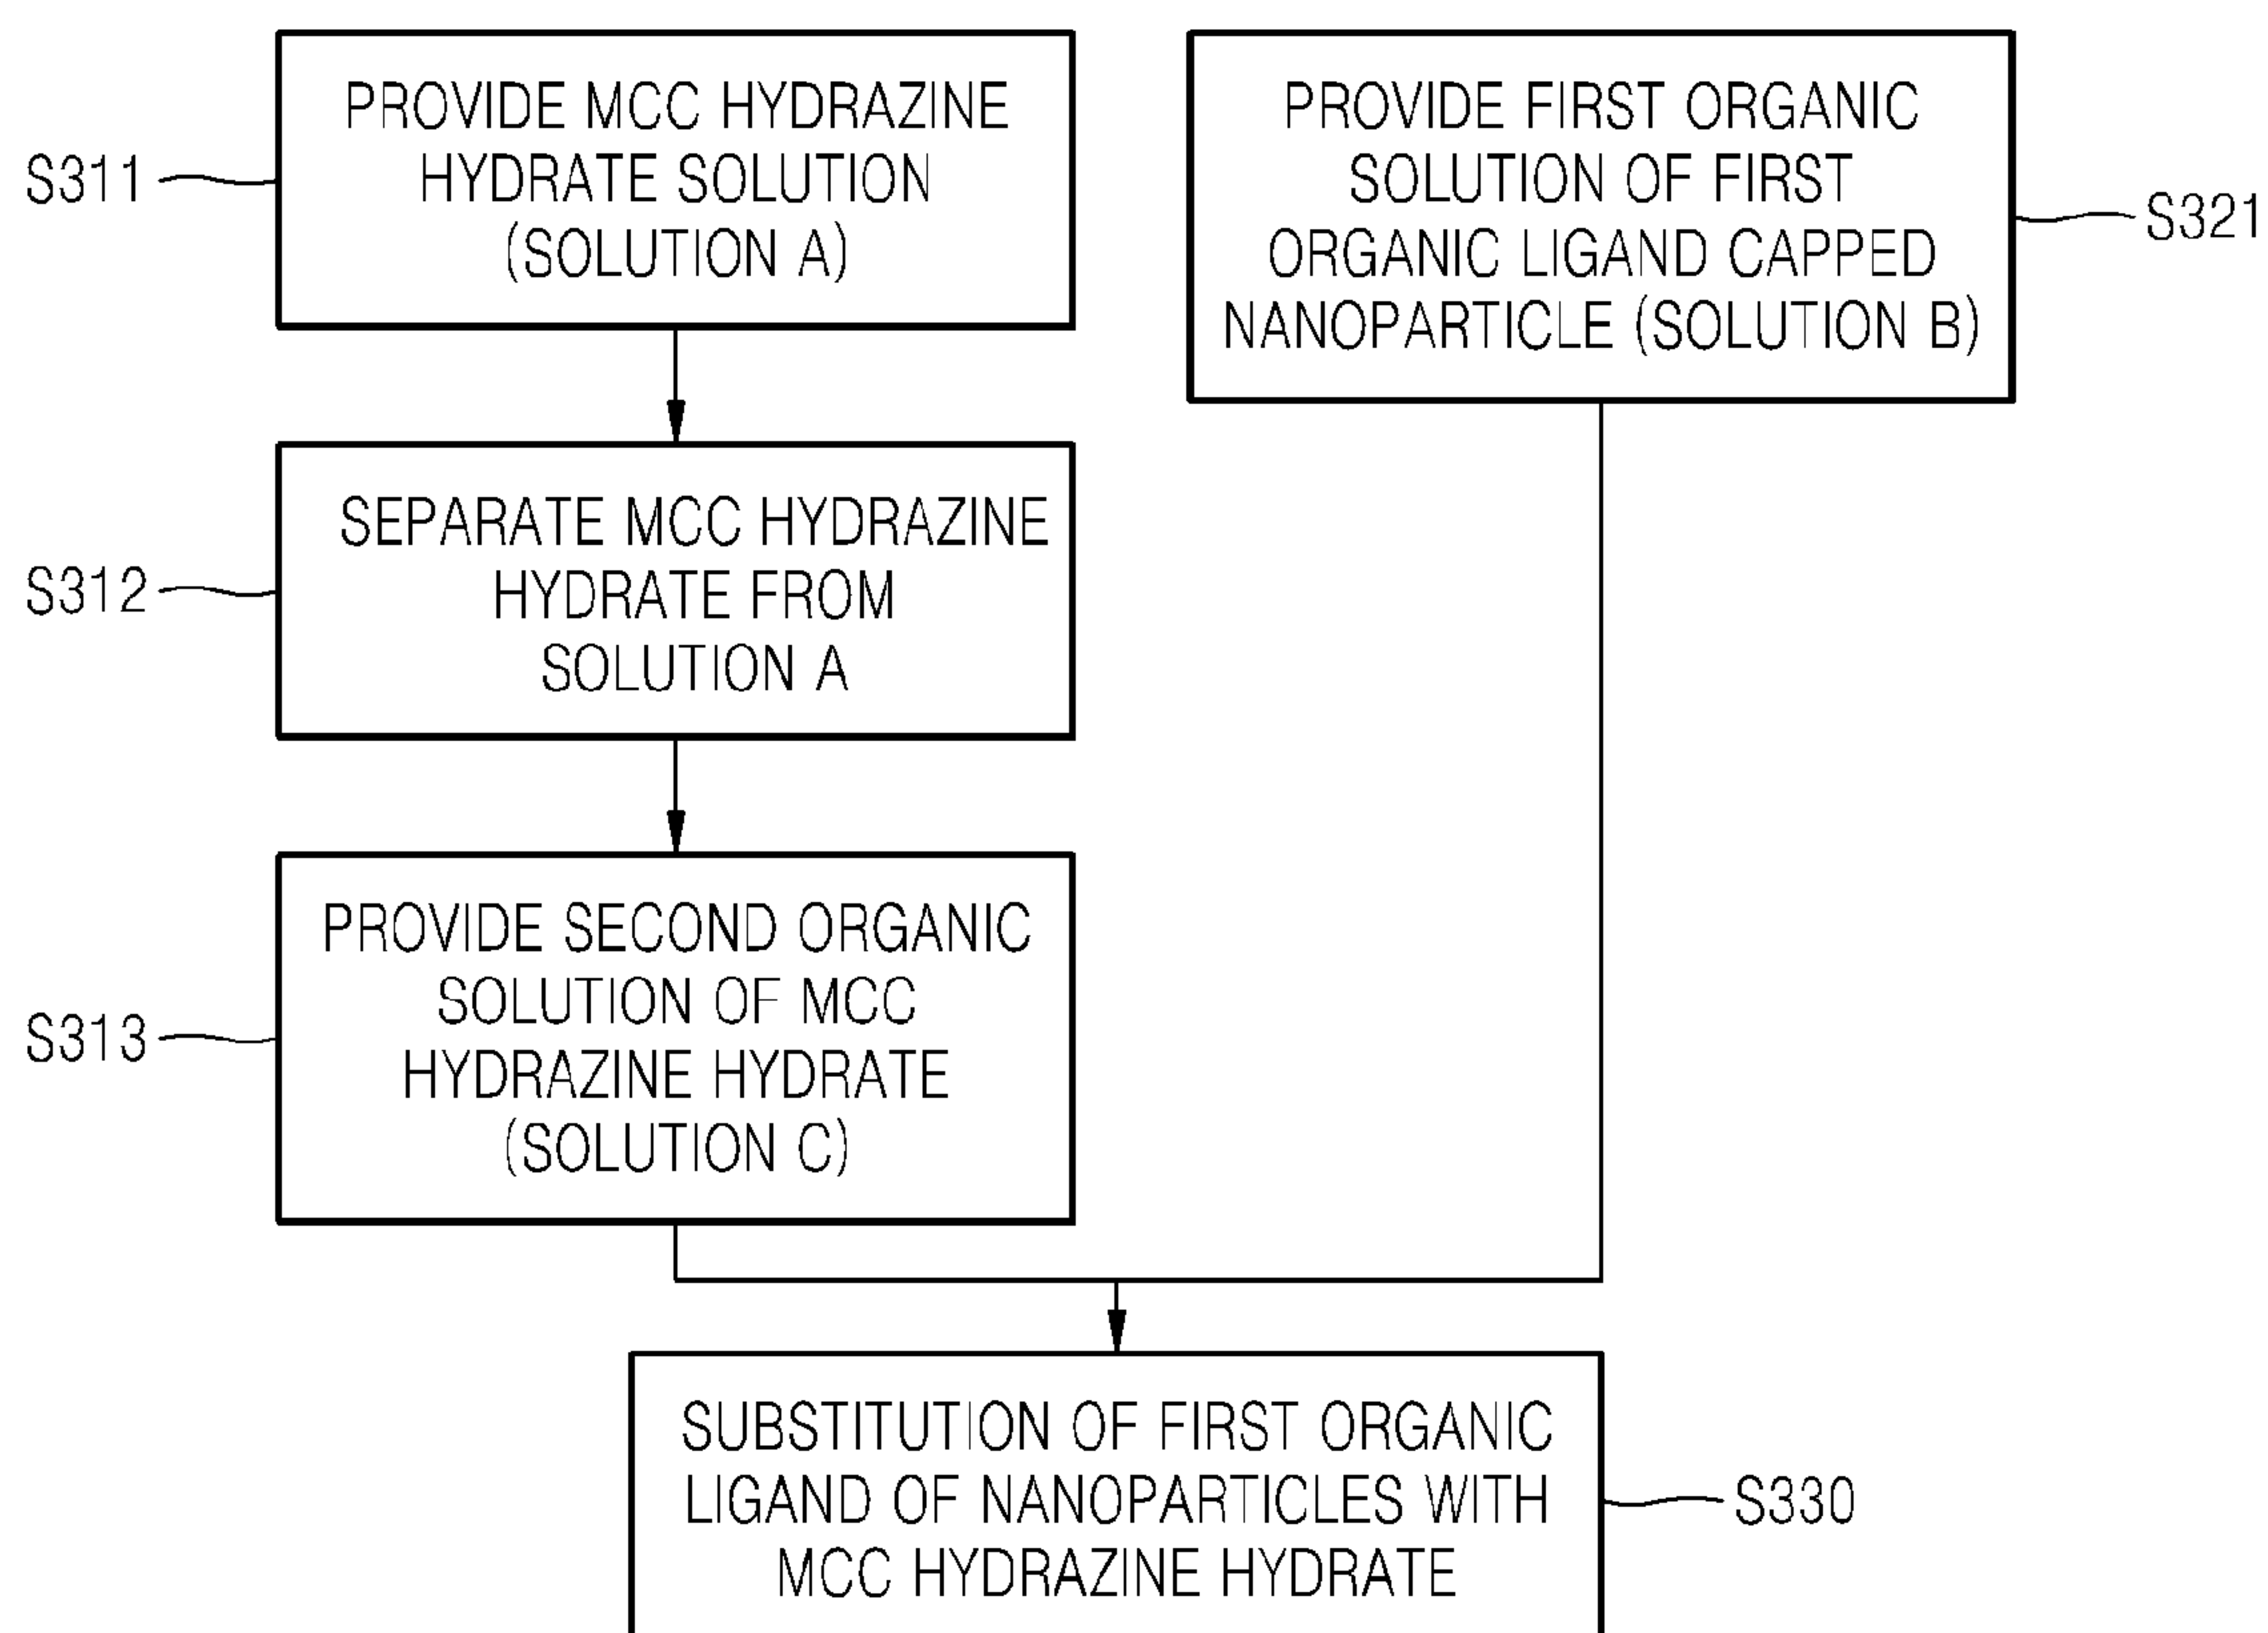 S311
PROVIDE MCC HYDRAZINE
HYDRATE SOLUTION
(SOLUTION A)
PROVIDE FIRST ORGANIC
SOLUTION OF FIRST
ORGANIC LIGAND CAPPED
NANOPARTICLE (SOLUTION B)
S321
S312
SEPARATE MCC HYDRAZINE
HYDRATE FROM
SOLUTION A
S313
PROVIDE SECOND ORGANIC
SOLUTION OF MCC
HYDRAZINE HYDRATE
(SOLUTION C)
SUBSTITUTION OF FIRST ORGANIC
LIGAND OF NANOPARTICLES WITH
MCC HYDRAZINE HYDRATE
S330